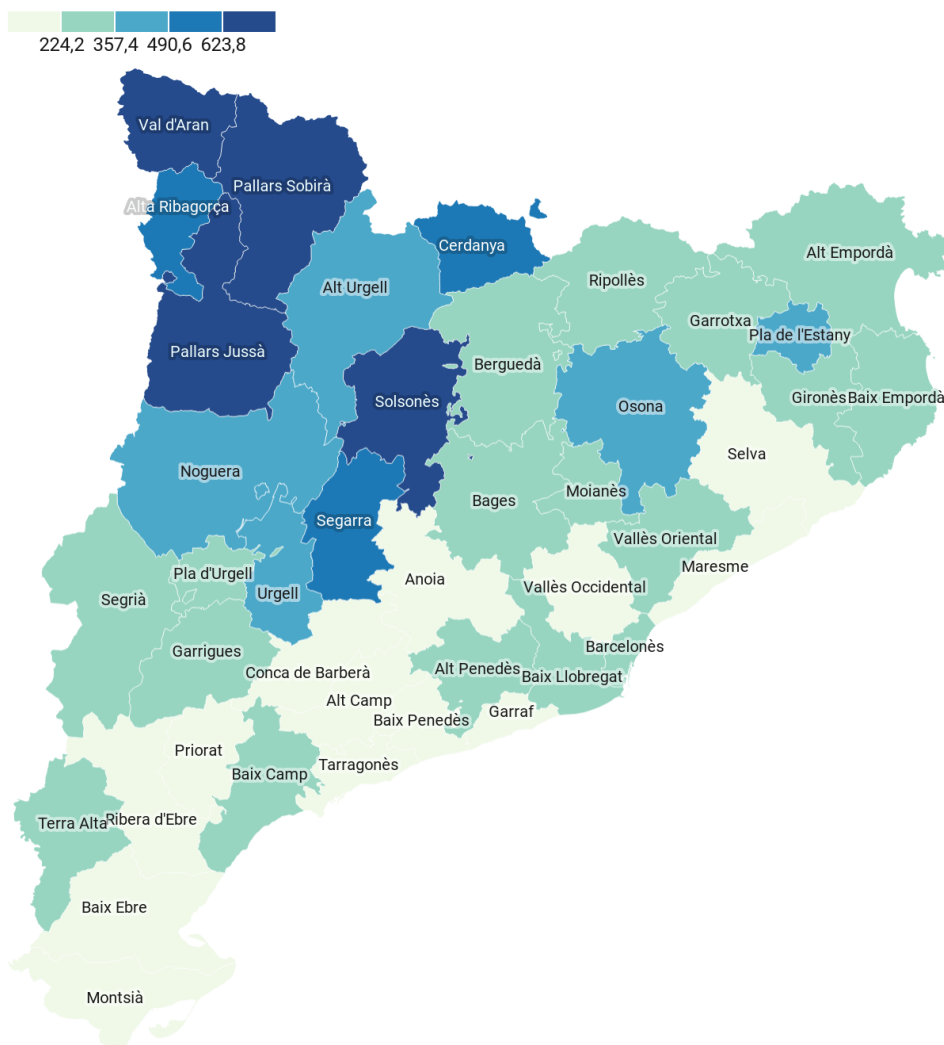 224,2 357,4 490,6 623,8
Val d'Aran
Pallars Sobirà
Alta Ribagorça
Cerdanya
Alt Empordà
Ripollès
Alt Urgell
Garrotxa
Pla de l'Estany
Pallars Jussà
Berguedà
Solsonès
Osona
Gironès
Baix Empordà
Selva
Noguera
Bages
Moianès
Segarra
Vallès Oriental
Maresme
Pla d'Urgell
Anoia
Vallès Occidental
Urgell
Segrià
Barcelonès
Garrigues
Alt Penedès
Conca de Barberà
Baix Llobregat
Alt Camp
Garraf
Baix Penedès
Priorat
Tarragonès
Baix Camp
Ribera d'Ebre
Terra Alta
Baix Ebre
Montsià